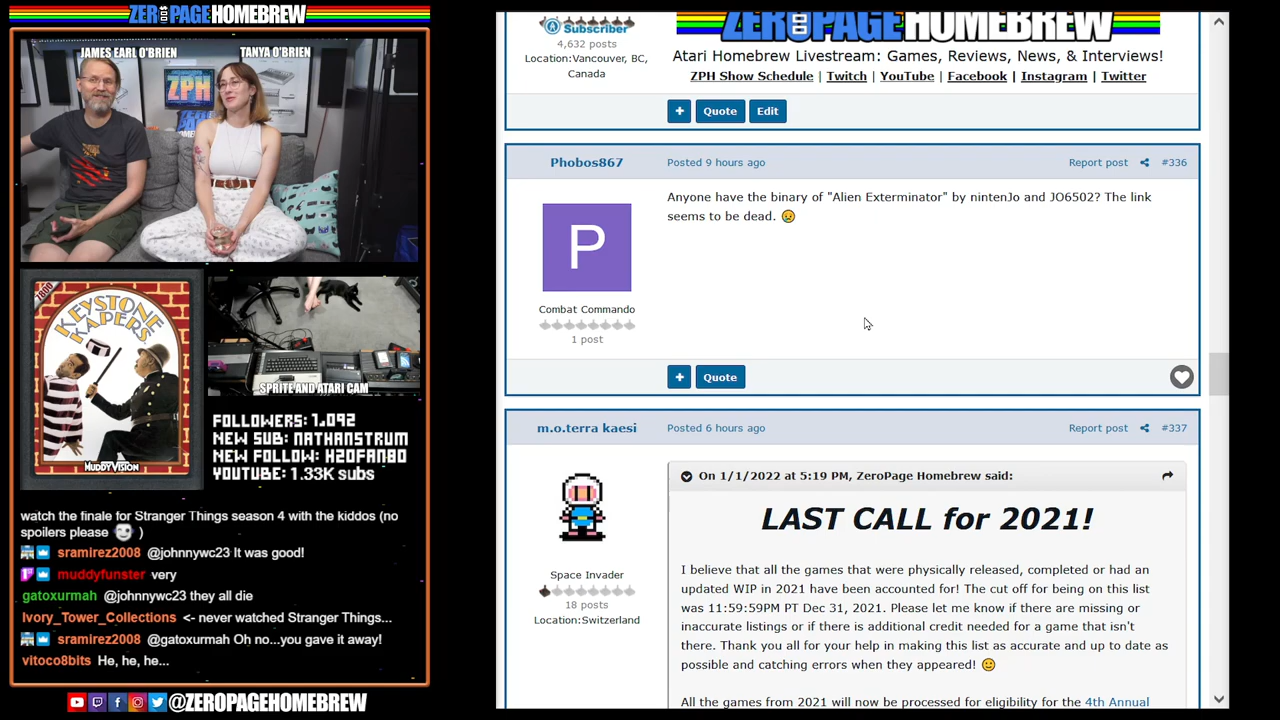 ZEROPAGEHOMEBREW
JAMES EARL O'BRIEN
TANYA O'BRIEN
ZPH
7800
KEYSTONE
KAPERS
MUDDYVISION
SPRITE AND ATARI CAM
FOLLOWERS: 1,092
NEW SUB: NATHANSTRUM
NEW FOLLOW: H2OFAN80
YOUTUBE: 1.33K subs
watch the finale for Stranger Things season 4 with the kiddos (no
spoilers please )
sramirez2008 @johnnywc23 It was good!
muddyfunster very
gatoxurmah @johnnywc23 they all die
Ivory_Tower_Collections <- never watched Stranger Things...
sramirez2008 @gatoxurmah Oh no...you gave it away!
vitoco8bits He, he, he...
@ZEROPAGEHOMEBREW
Subscriber
4,632 posts
Location:Vancouver, BC,
Canada
ZEROPAGEHOMEBREW
Atari Homebrew Livestream: Games, Reviews, News, & Interviews!
ZPH Show Schedule | Twitch | YouTube | Facebook | Instagram | Twitter
+ Quote Edit
Phobos867
Posted 9 hours ago
Report post #336
P
Combat Commando
1 post
Anyone have the binary of "Alien Exterminator" by nintenJo and JO6502? The link
seems to be dead.
+ Quote
m.o.terra kaesi
Posted 6 hours ago
Report post #337
Space Invader
18 posts
Location:Switzerland
On 1/1/2022 at 5:19 PM, ZeroPage Homebrew said:
LAST CALL for 2021!
I believe that all the games that were physically released, completed or had an
updated WIP in 2021 have been accounted for! The cut off for being on this list
was 11:59:59PM PT Dec 31, 2021. Please let me know if there are missing or
inaccurate listings or if there is additional credit needed for a game that isn't
there. Thank you all for your help in making this list as accurate and up to date as
possible and catching errors when they appeared!
All the games from 2021 will now be processed for eligibility for the 4th Annual